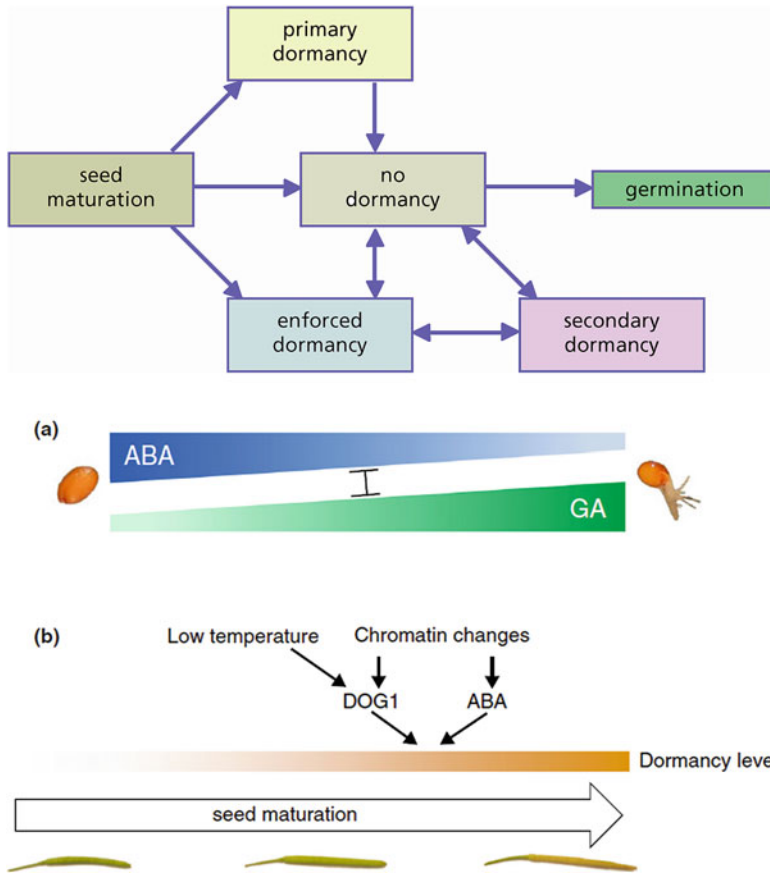 primary
dormancy
seed
maturation
no
dormancy
germination
enforced
dormancy
secondary
dormancy
(a)
ABA
GA
(b)
Low temperature
Chromatin changes
DOG1
ABA
Dormancy leve
seed maturation